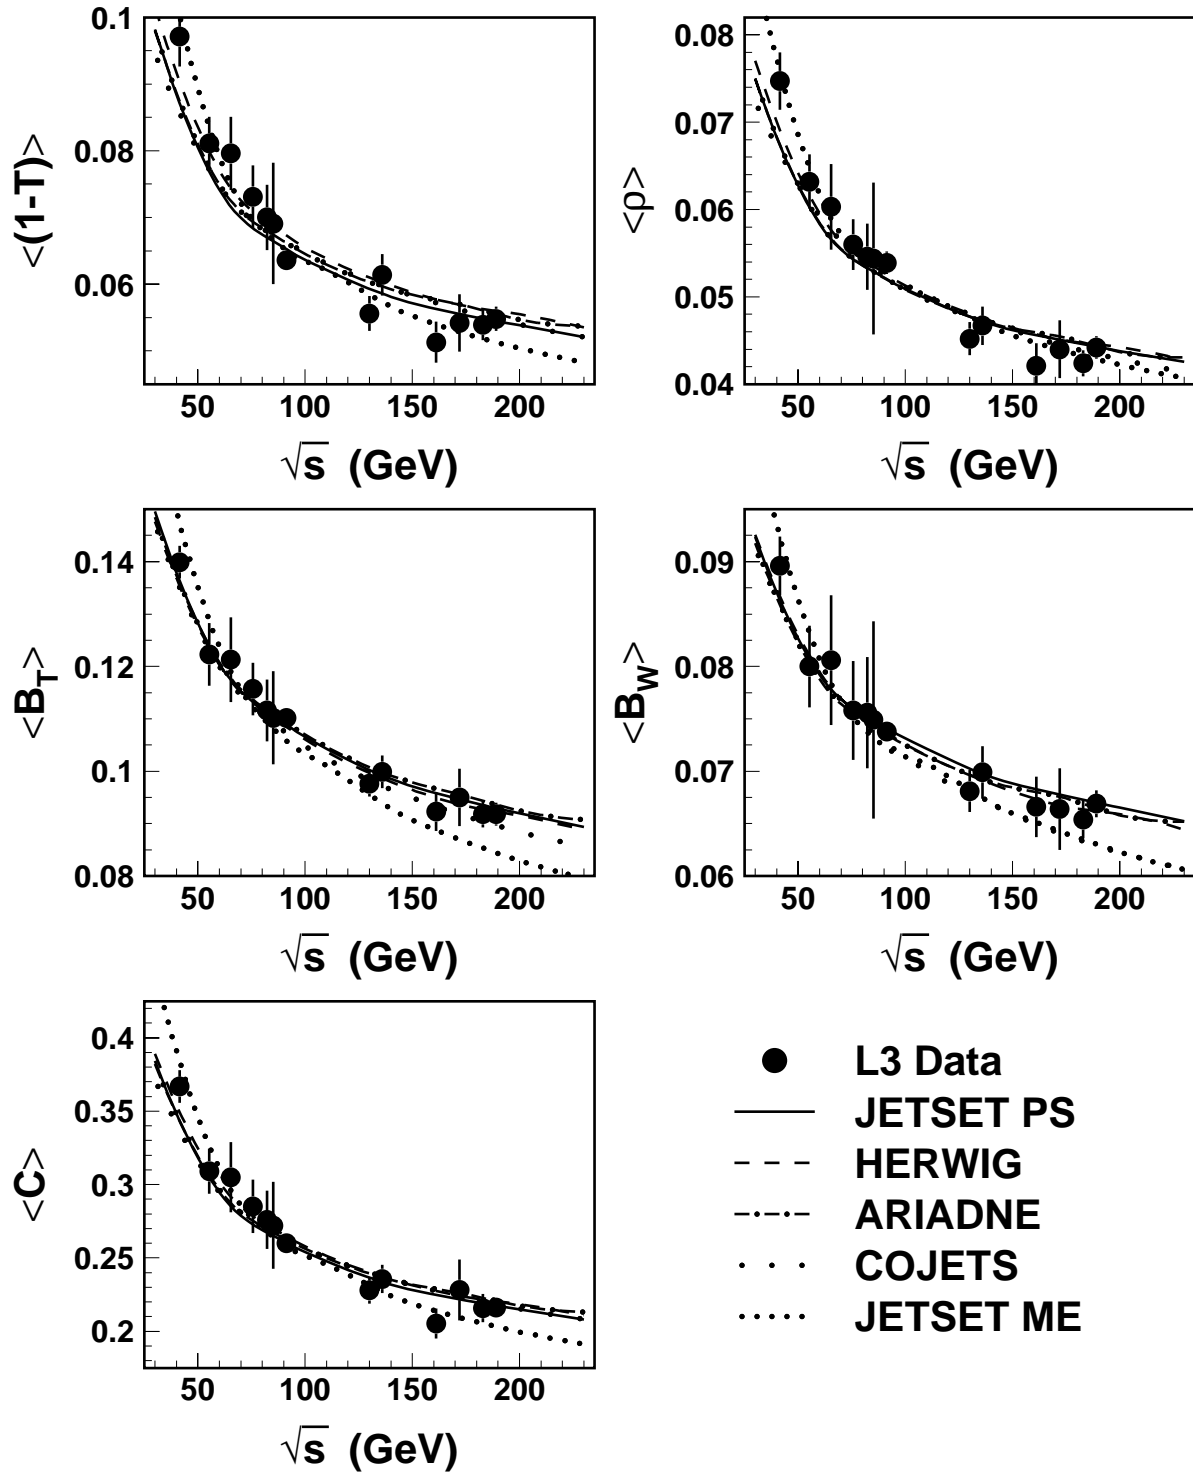 0.1
0.08
0.06
<(1-T)>
50 100 150 200
√s (GeV)
0.08
0.07
0.06
0.05
0.04
<ρ>
50 100 150 200
√s (GeV)
0.14
0.12
0.1
0.08
<B_T>
50 100 150 200
√s (GeV)
0.09
0.08
0.07
0.06
<B_W>
50 100 150 200
√s (GeV)
0.4
0.35
0.3
0.25
0.2
<C>
50 100 150 200
√s (GeV)
L3 Data
JETSET PS
HERWIG
ARIADNE
COJETS
JETSET ME